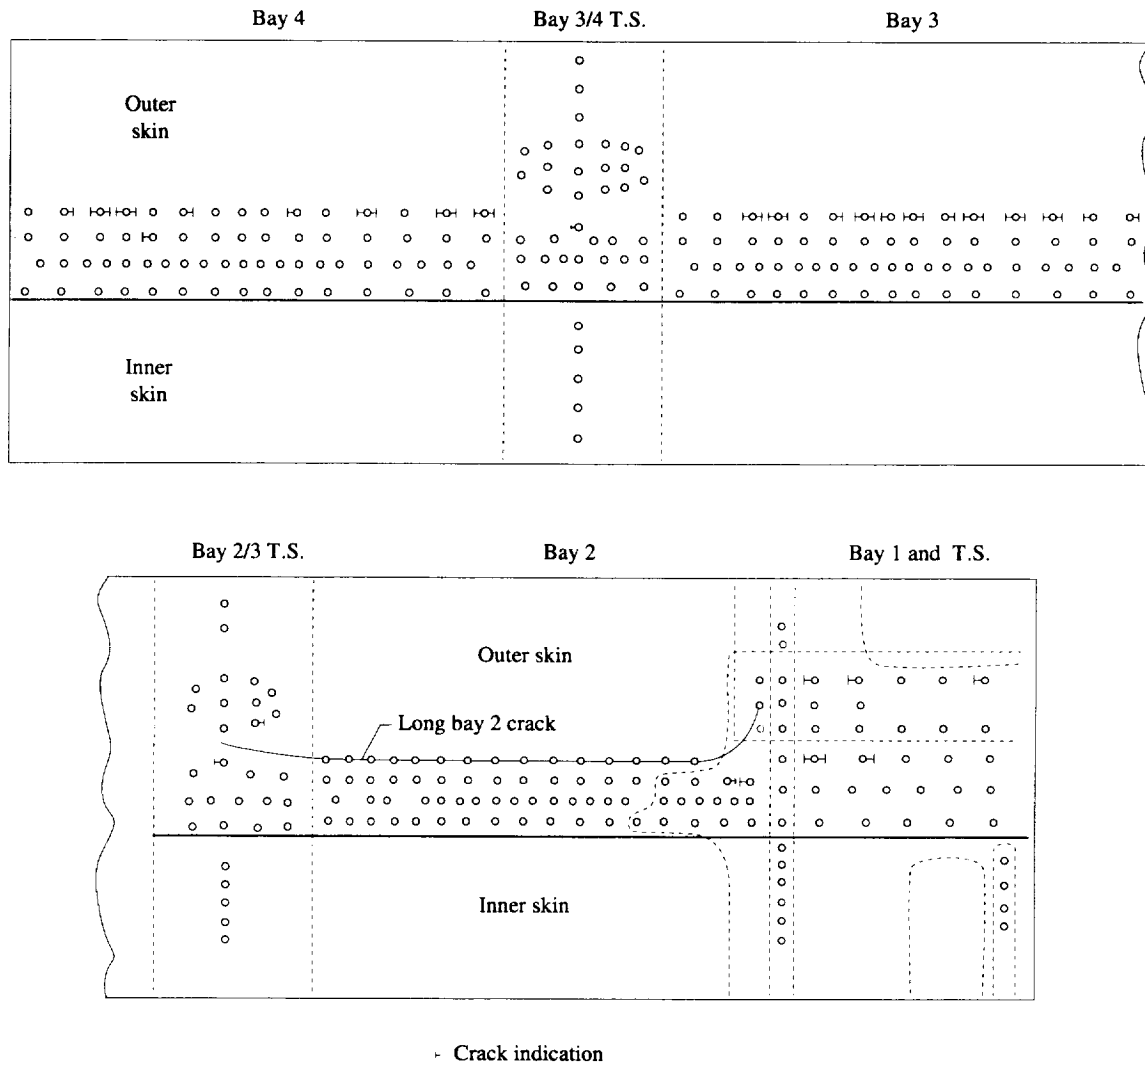 Bay 4
Bay 3/4 T.S.
Bay 3
Outer
skin
Inner
skin
Bay 2/3 T.S.
Bay 2
Bay 1 and T.S.
Outer skin
Long bay 2 crack
Inner skin
Crack indication